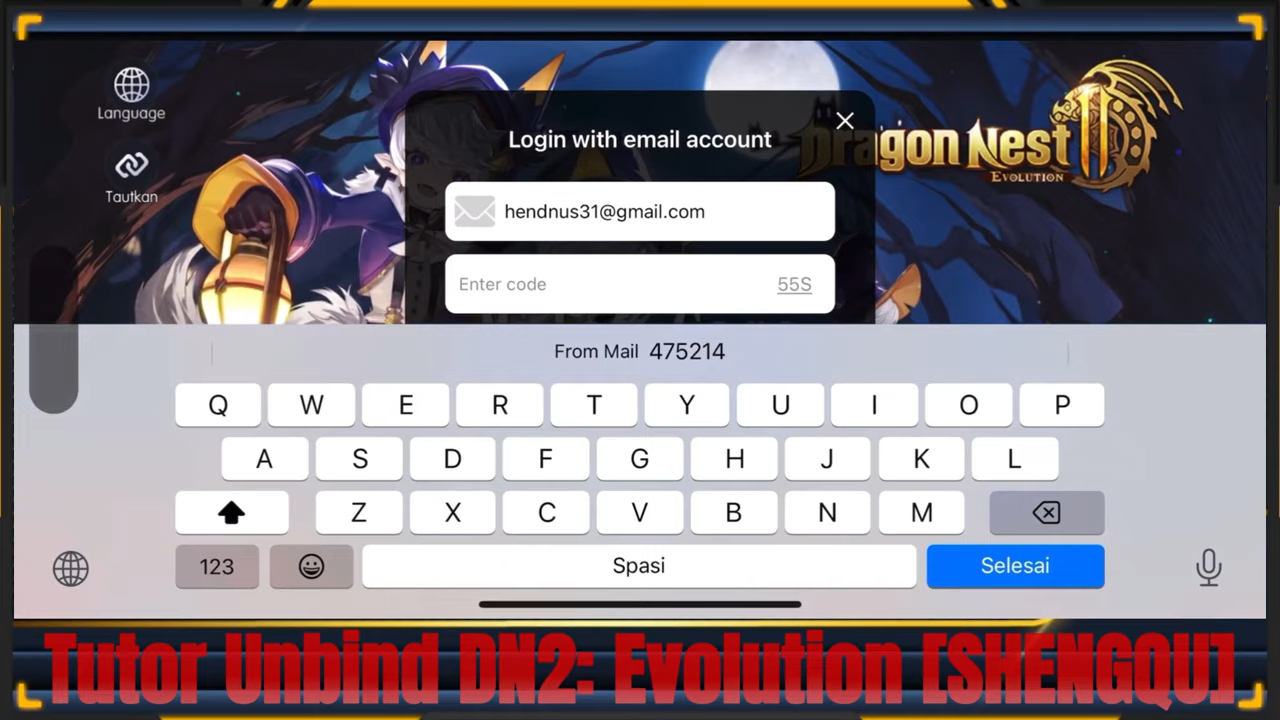 Language
Tautkan
Login with email account
Dragon Nest II
EVOLUTION
hendnus31@gmail.com
Enter code
55S
From Mail 475214
Q W E R T Y U I O P
A S D F G H J K L
Z X C V B N M
123
Spasi
Selesai
Tutor Unbind DN2: Evolution [SHENGQU]